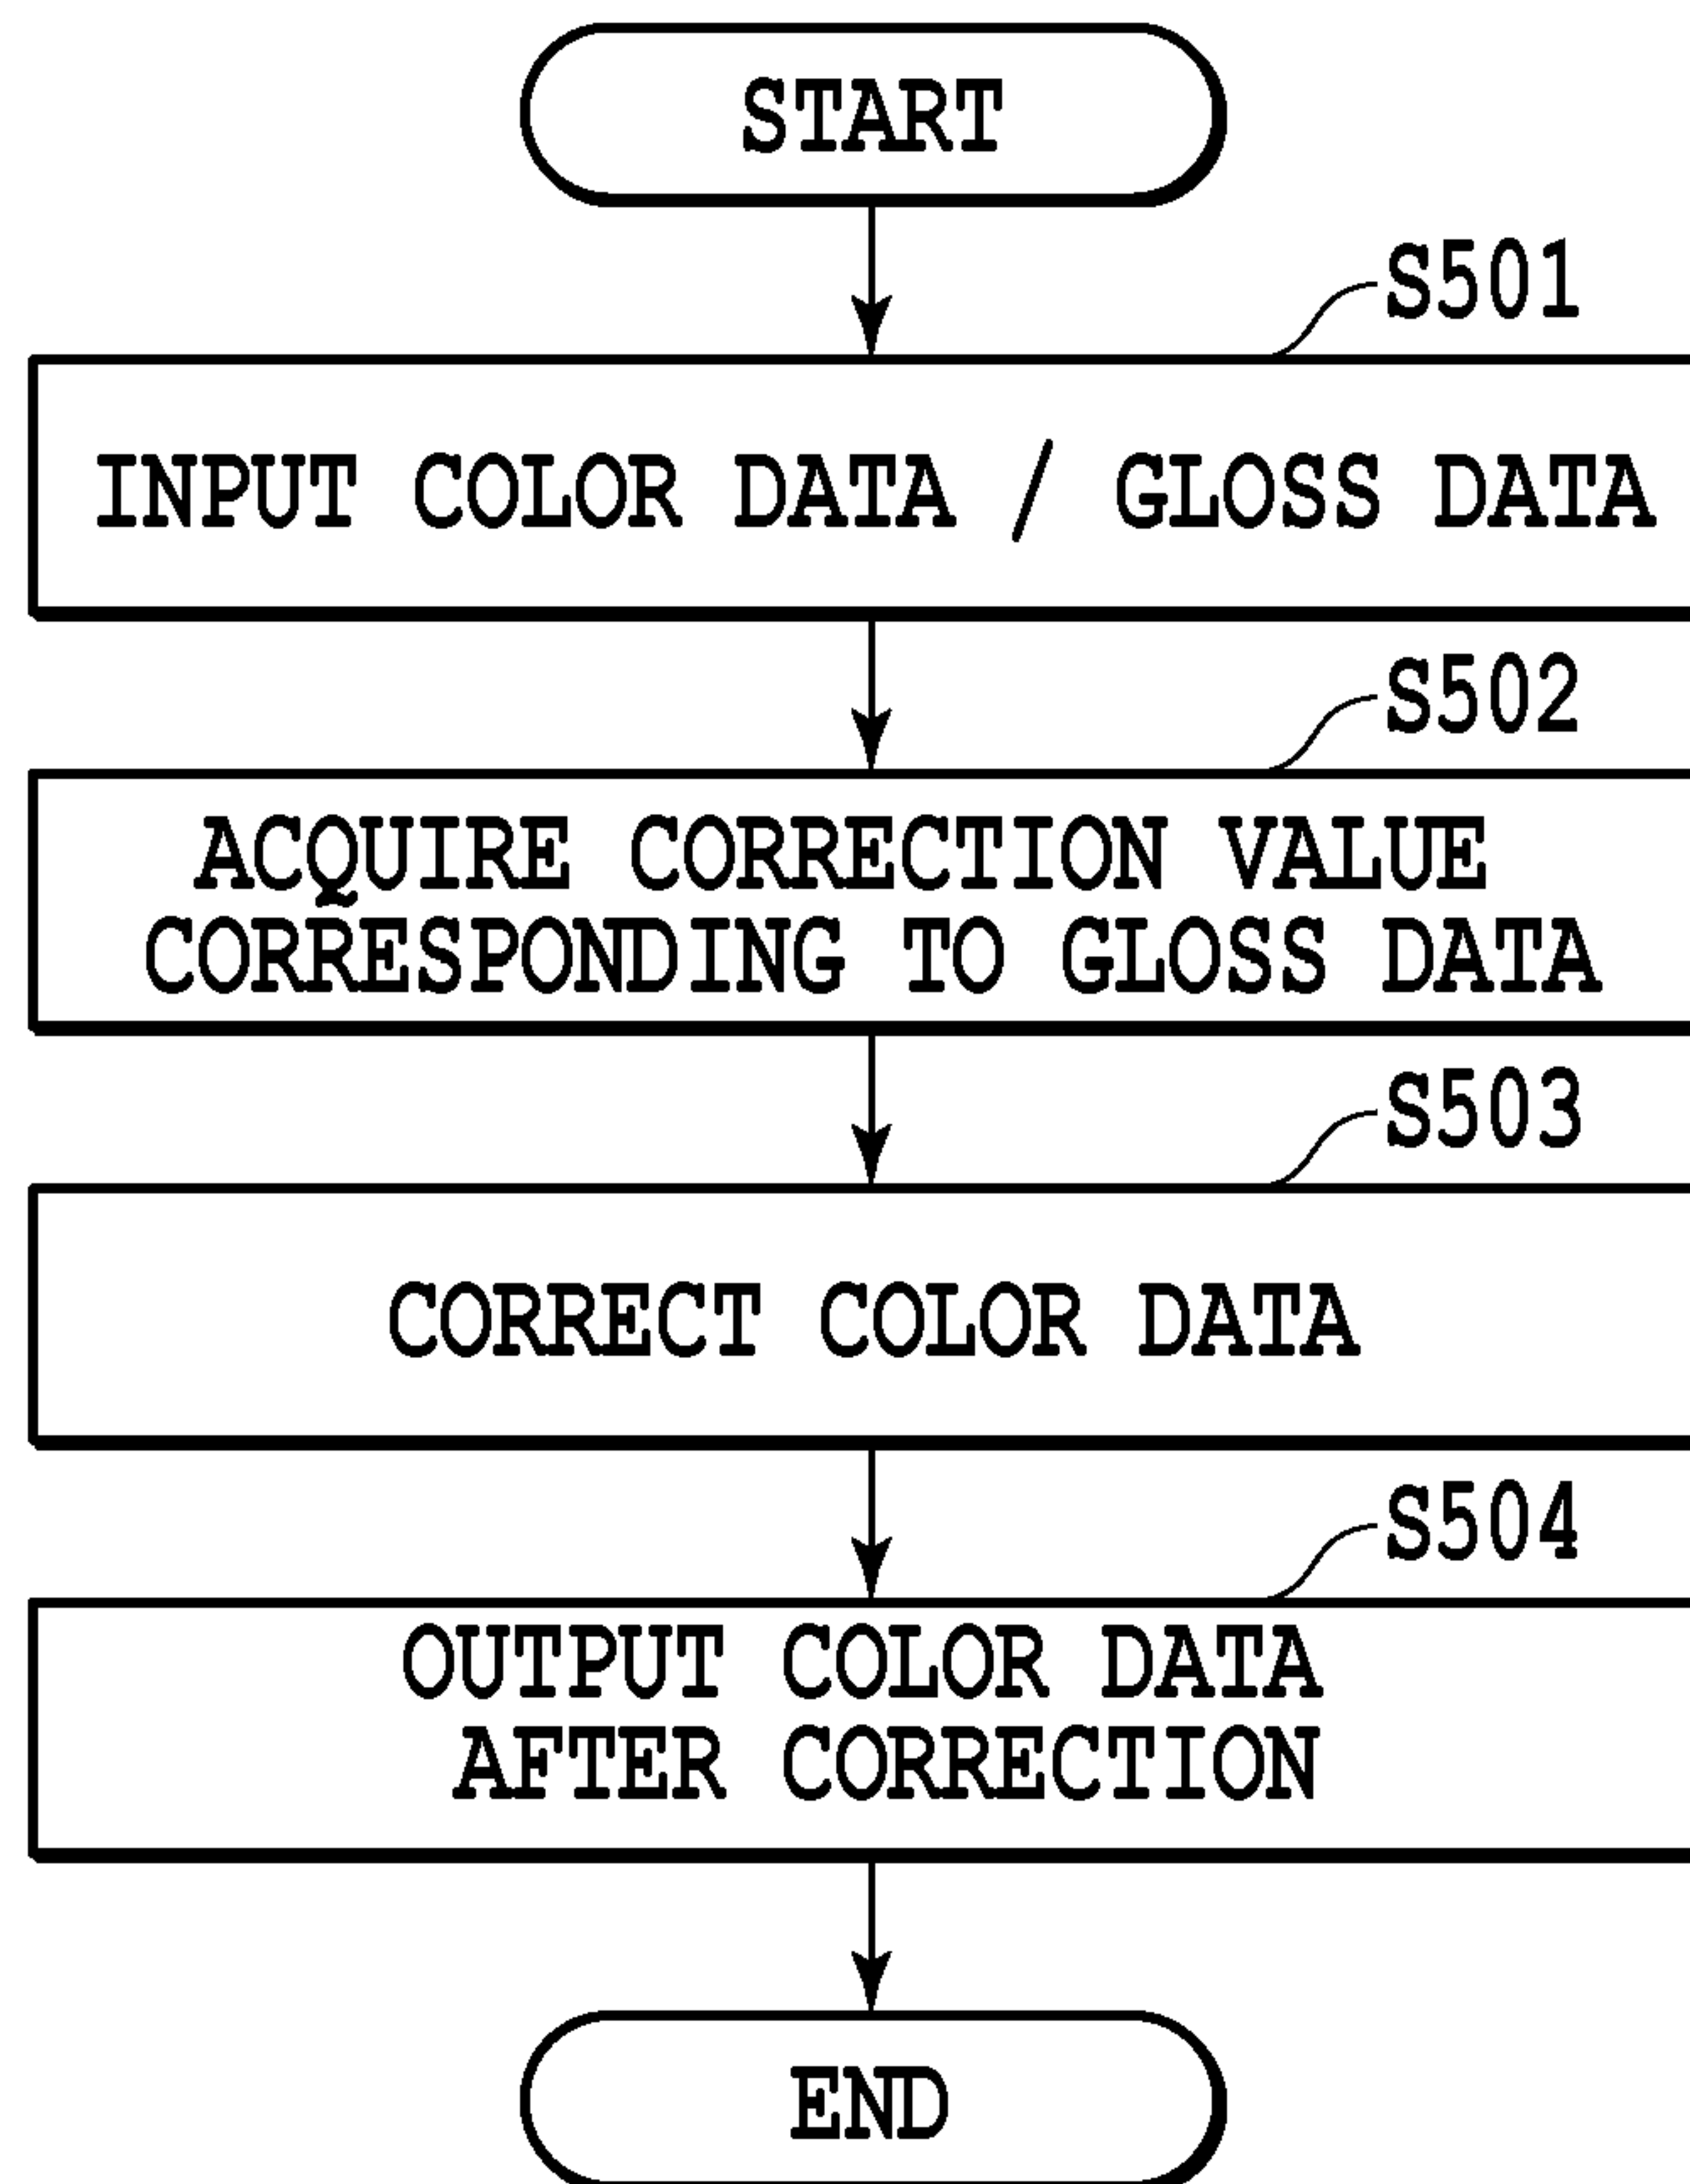 START
S501
INPUT COLOR DATA / GLOSS DATA
S502
ACQUIRE CORRECTION VALUE
CORRESPONDING TO GLOSS DATA
S503
CORRECT COLOR DATA
S504
OUTPUT COLOR DATA
AFTER CORRECTION
END